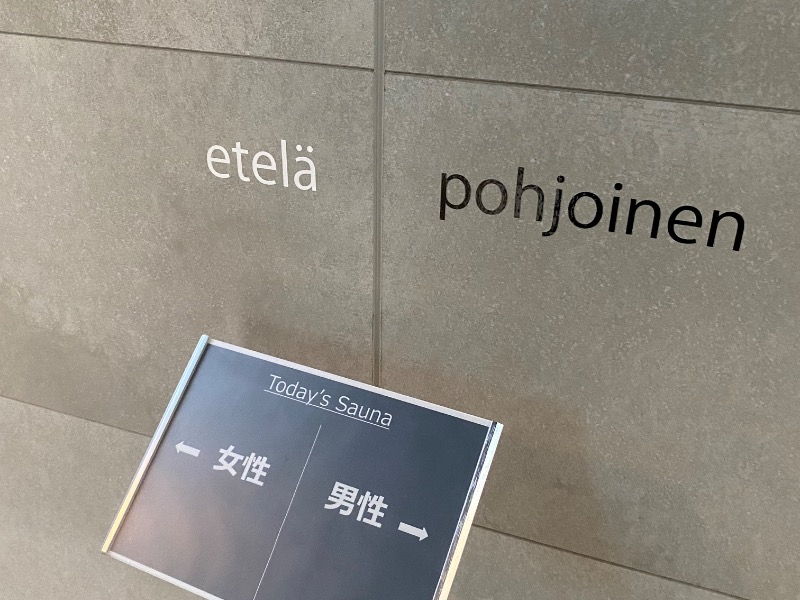 etelä
pohjoinen
Today's Sauna
← 女性
男性 →